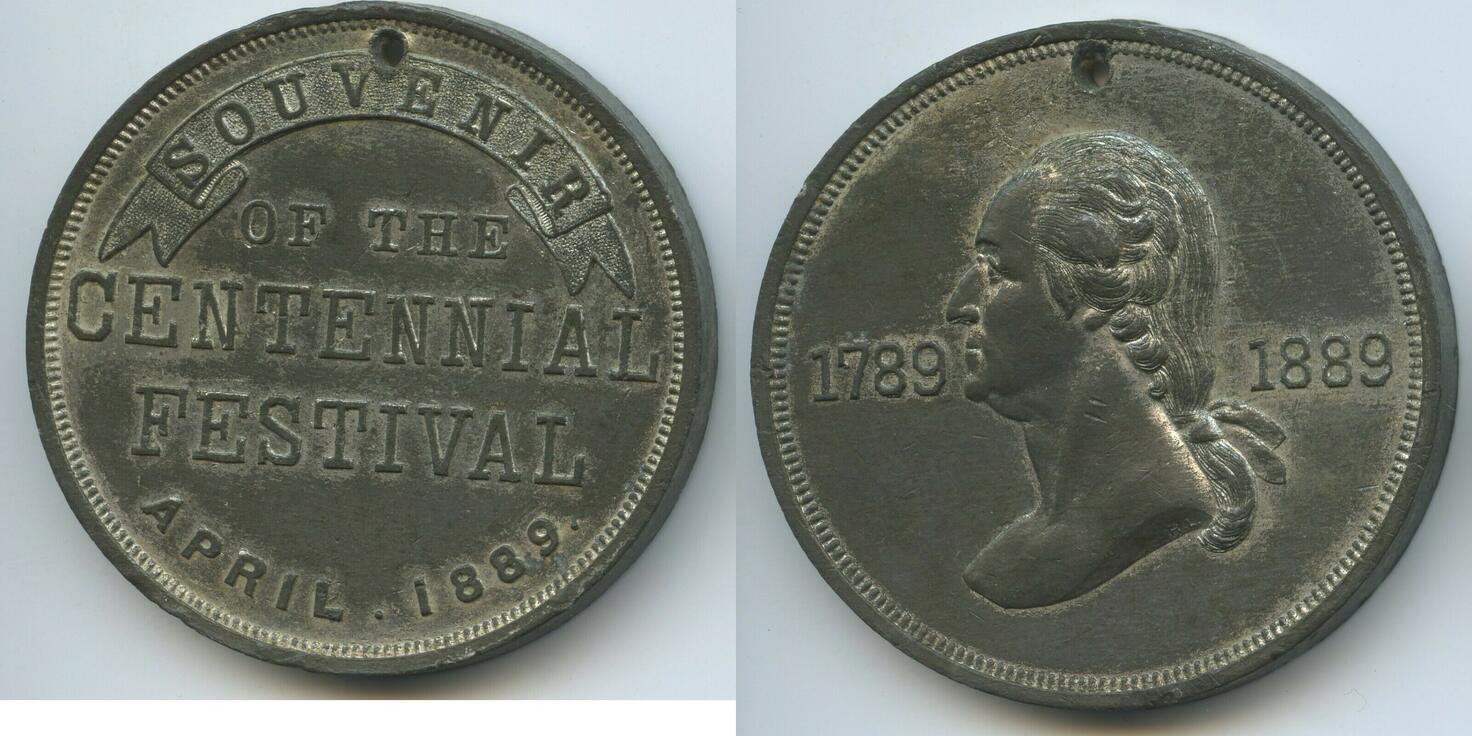 SOUVENIR
OF THE
CENTENNIAL
FESTIVAL
APRIL . 1889.
1789 1889